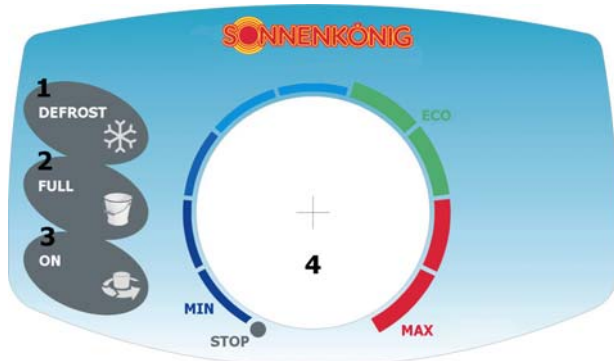 SONNENKÖNIG
1
DEFROST
2
FULL
3
ON
ECO
4
MIN
STOP
MAX